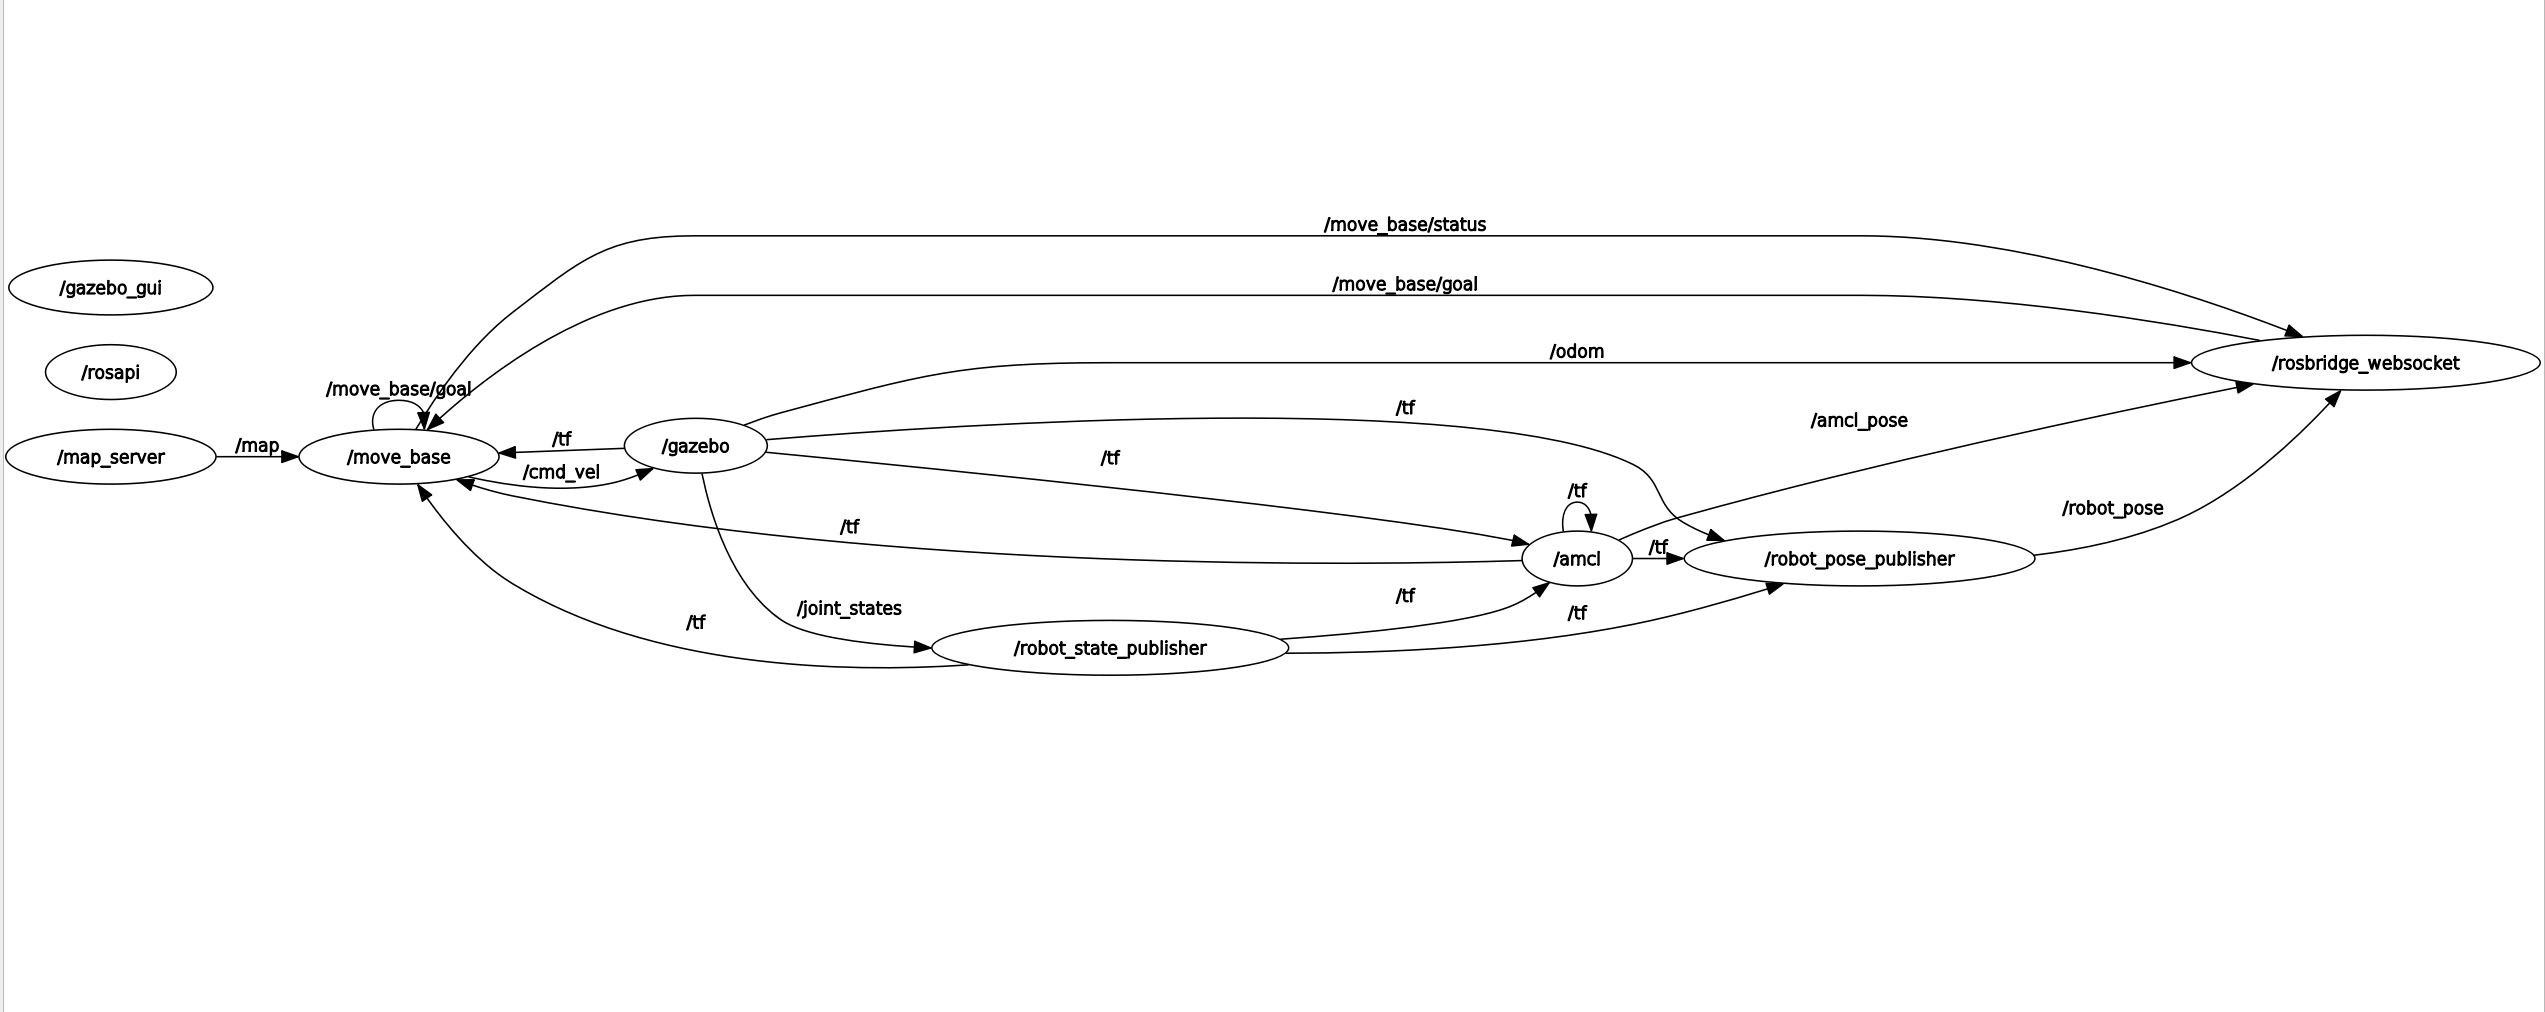 /move_base/status
/move_base/goal
/gazebo_gui
/odom
/rosbridge_websocket
/rosapi
/move_base/goal
/tf
/amcl_pose
/map_server
/map
/move_base
/tf
/gazebo
/cmd_vel
/tf
/tf
/robot_pose
/tf
/amcl
/tf
/robot_pose_publisher
/joint_states
/tf
/tf
/tf
/robot_state_publisher